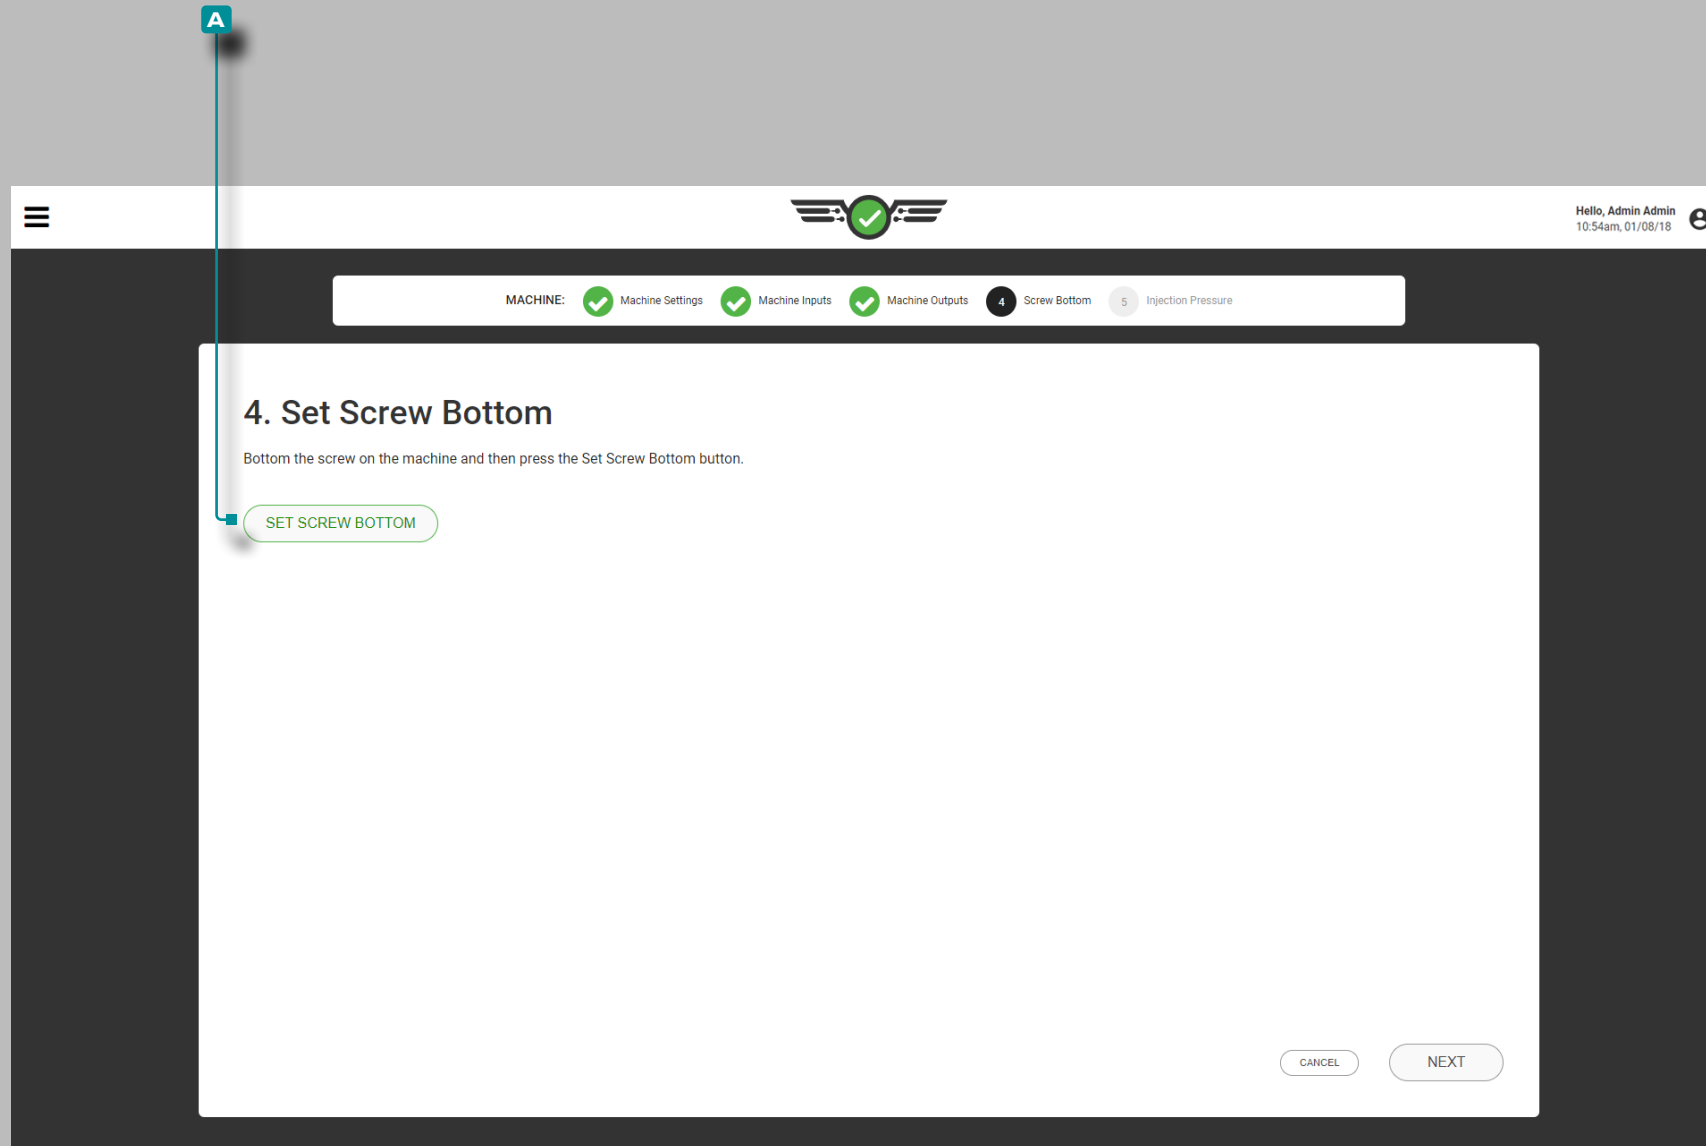 A
Hello, Admin Admin
10:54am, 01/08/18
MACHINE: Machine Settings Machine Inputs Machine Outputs 4 Screw Bottom 5 Injection Pressure
4. Set Screw Bottom
Bottom the screw on the machine and then press the Set Screw Bottom button.
SET SCREW BOTTOM
CANCEL NEXT